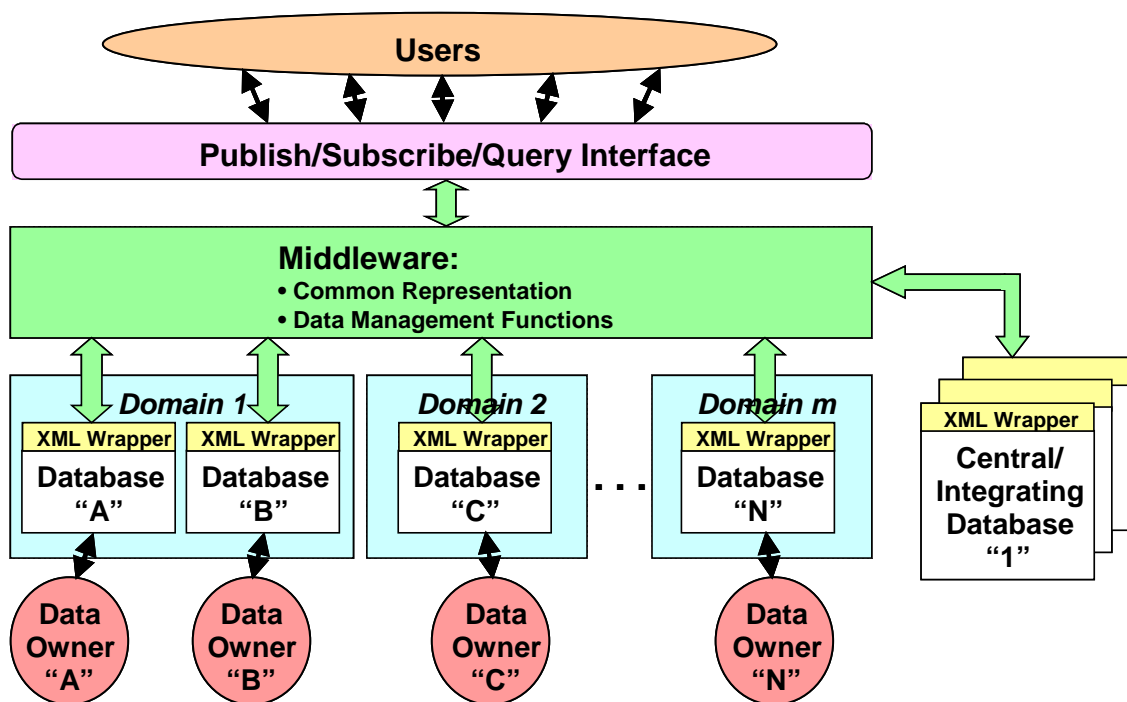 Users
Publish/Subscribe/Query Interface
Middleware:
• Common Representation
• Data Management Functions
Domain 1
XML Wrapper
Database
“A”
XML Wrapper
Database
“B”
Domain 2
XML Wrapper
Database
“C”
. . .
Domain m
XML Wrapper
Database
“N”
XML Wrapper
Central/
Integrating
Database
“1”
Data
Owner
“A”
Data
Owner
“B”
Data
Owner
“C”
Data
Owner
“N”